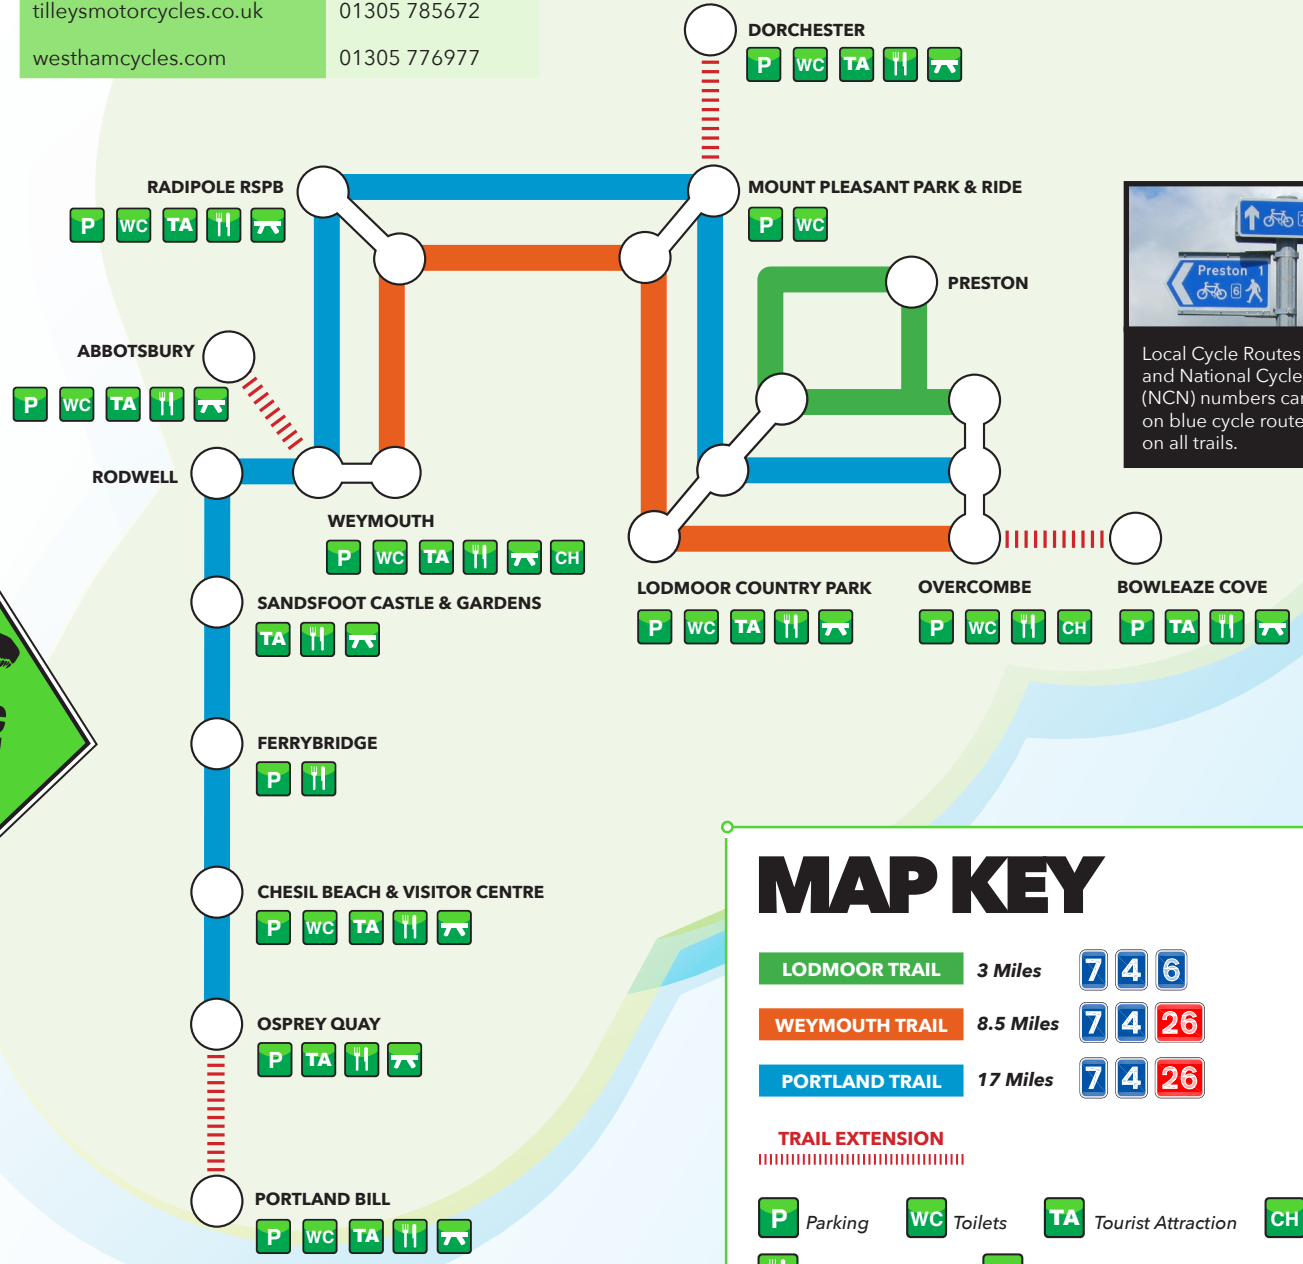 tilleysmotorcycles.co.uk 01305 785672
westhamcycles.com 01305 776977
DORCHESTER
P WC TA
RADIPOLE RSPB
P WC TA
MOUNT PLEASANT PARK & RIDE
P WC
PRESTON
Preston 1
6
Local Cycle Routes
and National Cycle
(NCN) numbers
on blue cycle route
on all trails.
ABBOTSBURY
P WC TA
RODWELL
WEYMOUTH
P WC TA CH
SANDSFOOT CASTLE & GARDENS
TA
LODMOOR COUNTRY PARK
P WC TA
OVERCOMBE
P WC CH
BOWLEAZE COVE
P TA
FERRYBRIDGE
P
CHESIL BEACH & VISITOR CENTRE
P WC TA
OSPREY QUAY
P TA
PORTLAND BILL
P WC TA
MAP KEY
LODMOOR TRAIL 3 Miles 7 4 6
WEYMOUTH TRAIL 8.5 Miles 7 4 26
PORTLAND TRAIL 17 Miles 7 4 26
TRAIL EXTENSION
P Parking WC Toilets TA Tourist Attraction CH